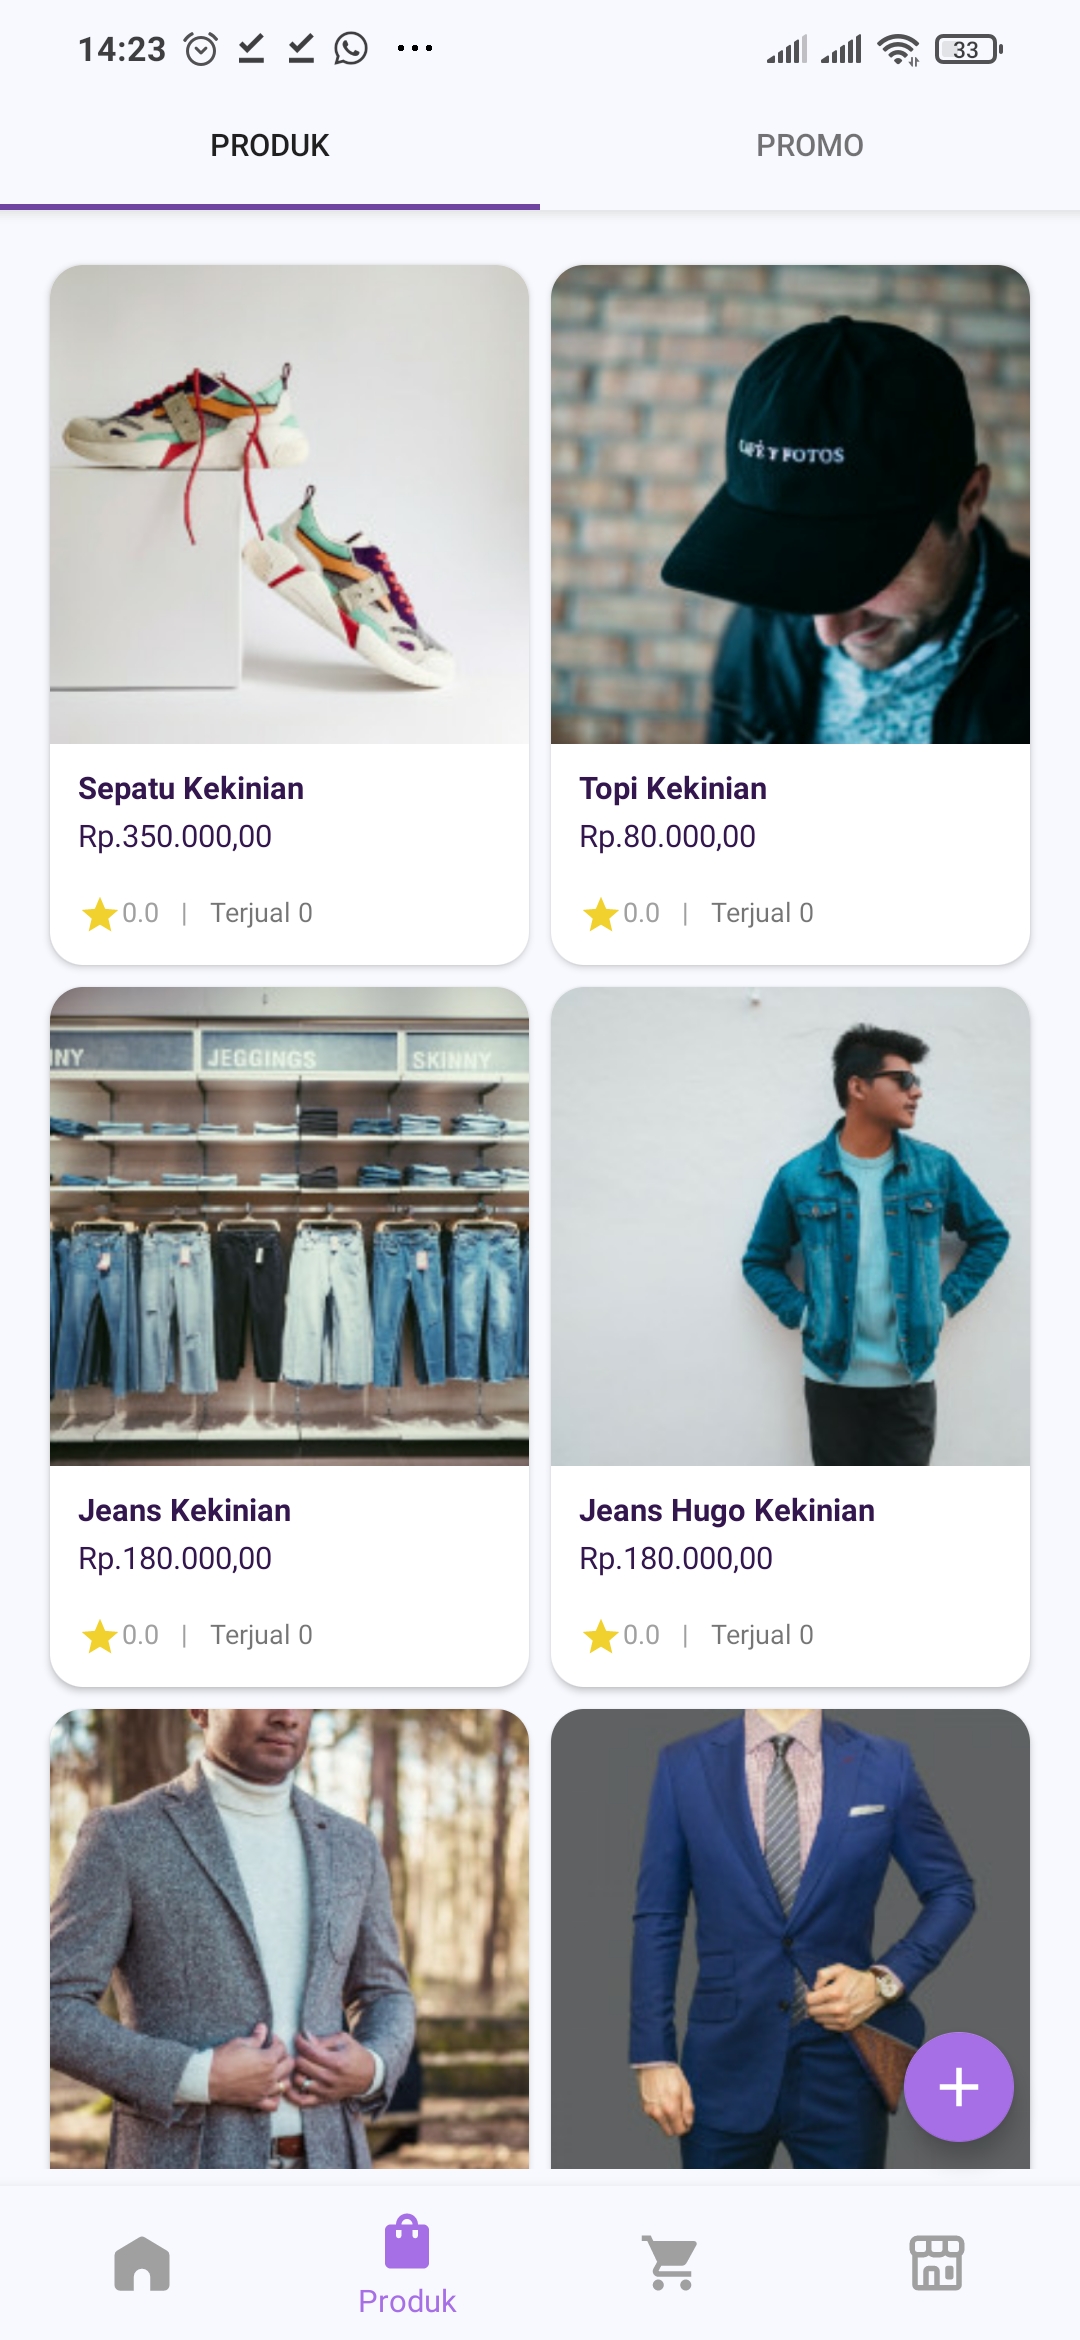 14:23
33
PRODUK
PROMO
CAFÉ Y FOTOS
Sepatu Kekinian
Rp.350.000,00
0.0 | Terjual 0
Topi Kekinian
Rp.80.000,00
0.0 | Terjual 0
NNY
JEGGINGS
SKINNY
Jeans Kekinian
Rp.180.000,00
0.0 | Terjual 0
Jeans Hugo Kekinian
Rp.180.000,00
0.0 | Terjual 0
Produk